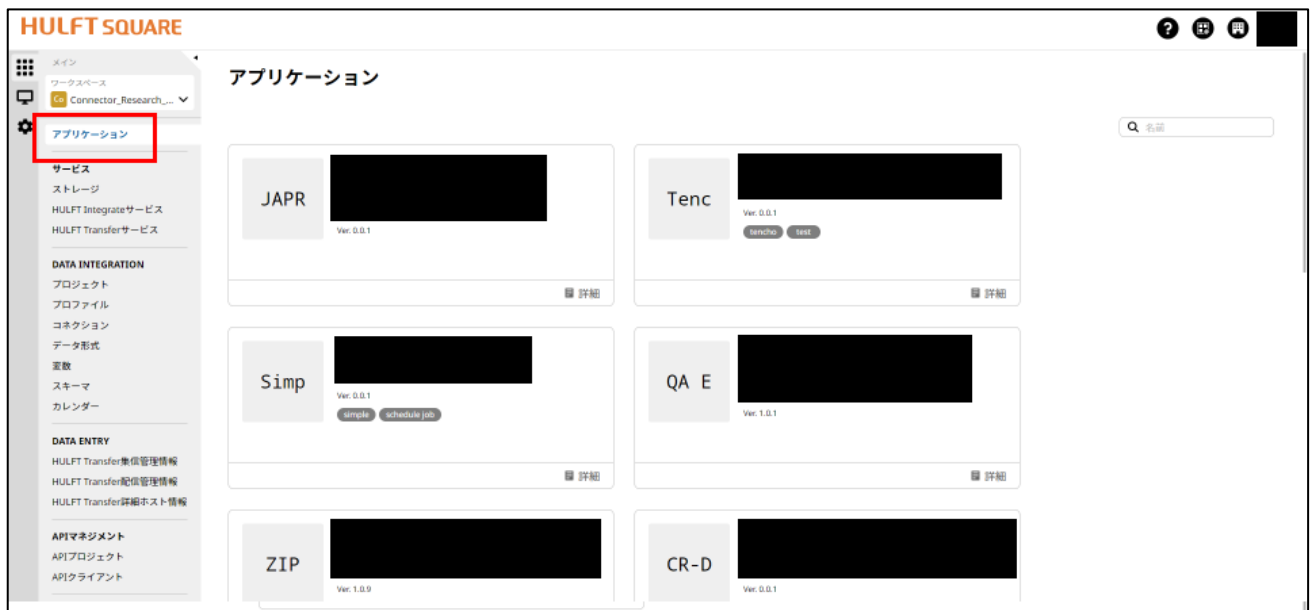 HULFT SQUARE
メイン
ワークスペース
Co Connector_Research_...
アプリケーション
サービス
ストレージ
HULFT Integrateサービス
HULFT Transferサービス
DATA INTEGRATION
プロジェクト
プロファイル
コネクション
データ形式
変数
スキーマ
カレンダー
DATA ENTRY
HULFT Transfer集信管理情報
HULFT Transfer配信管理情報
HULFT Transfer詳細ホスト情報
APIマネジメント
APIプロジェクト
APIクライアント
アプリケーション
名前
JAPR
Ver. 0.0.1
詳細
Tenc
Ver. 0.0.1
tencho test
詳細
Simp
Ver. 0.0.1
simple schedule job
詳細
QA E
Ver. 1.0.1
詳細
ZIP
Ver. 1.0.9
CR-D
Ver. 0.0.1